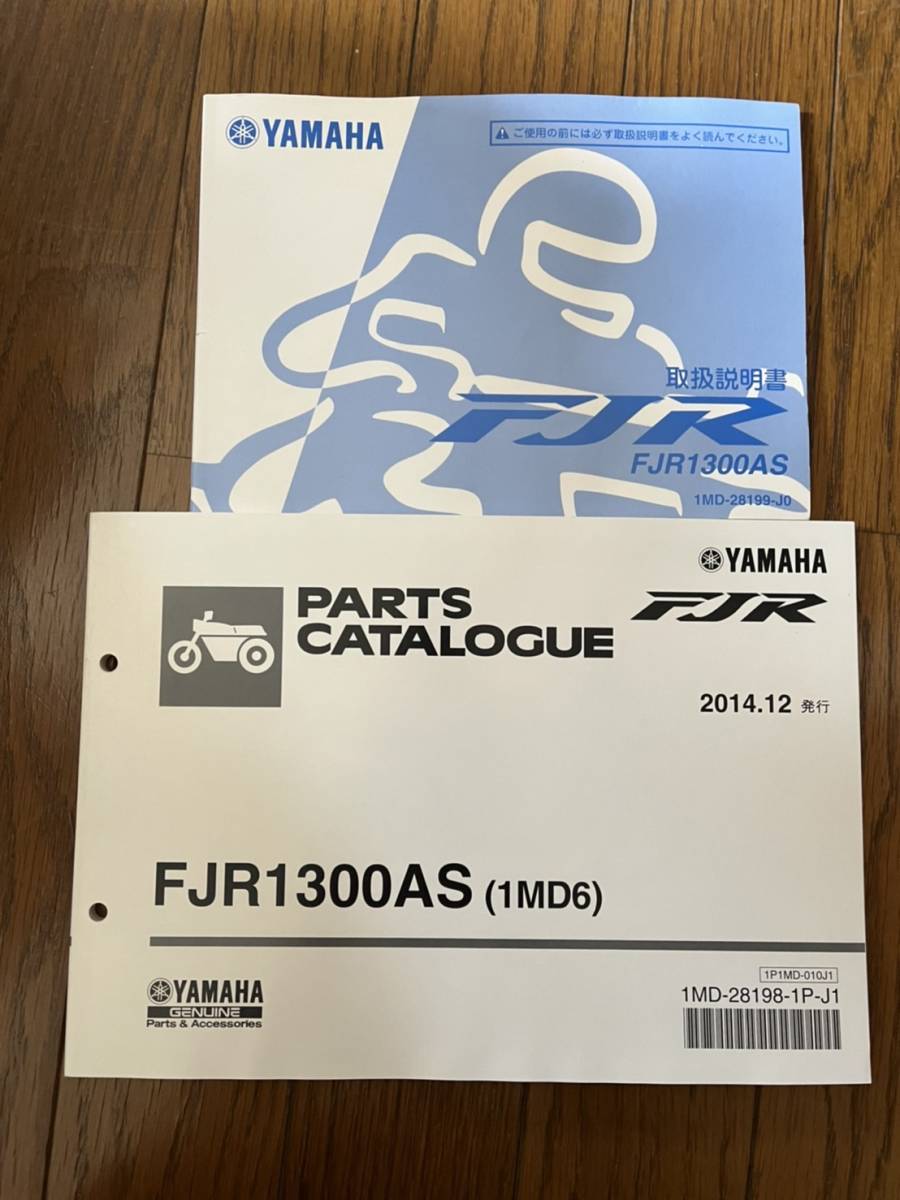 YAMAHA
⚠ご使用の前には必ず取扱説明書をよく読んでください。
取扱説明書
FJR
FJR1300AS
1MD-28199-J0
YAMAHA
PARTS
CATALOGUE
FJR
2014.12 発行
FJR1300AS (1MD6)
YAMAHA
GENUINE
Parts & Accessories
1P1MD-010J1
1MD-28198-1P-J1